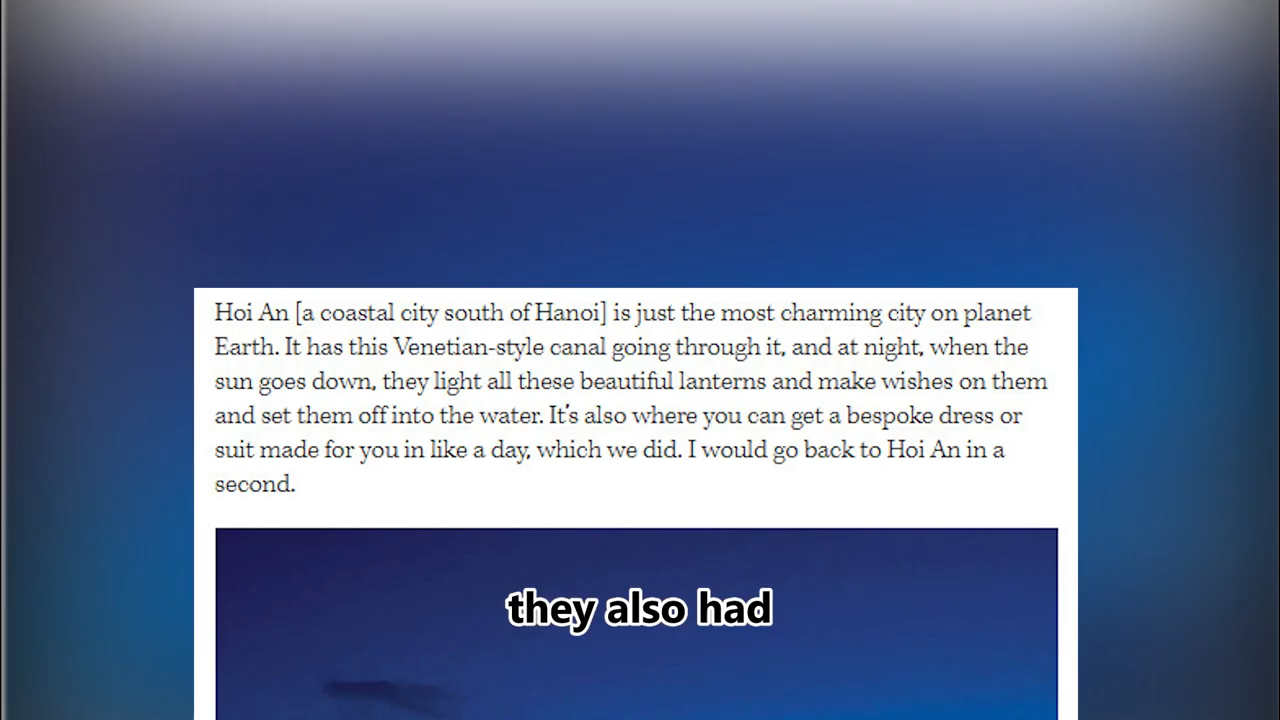 Hoi An [a coastal city south of Hanoi] is just the most charming city on planet
Earth. It has this Venetian-style canal going through it, and at night, when the
sun goes down, they light all these beautiful lanterns and make wishes on them
and set them off into the water. It's also where you can get a bespoke dress or
suit made for you in like a day, which we did. I would go back to Hoi An in a
second.
they also had